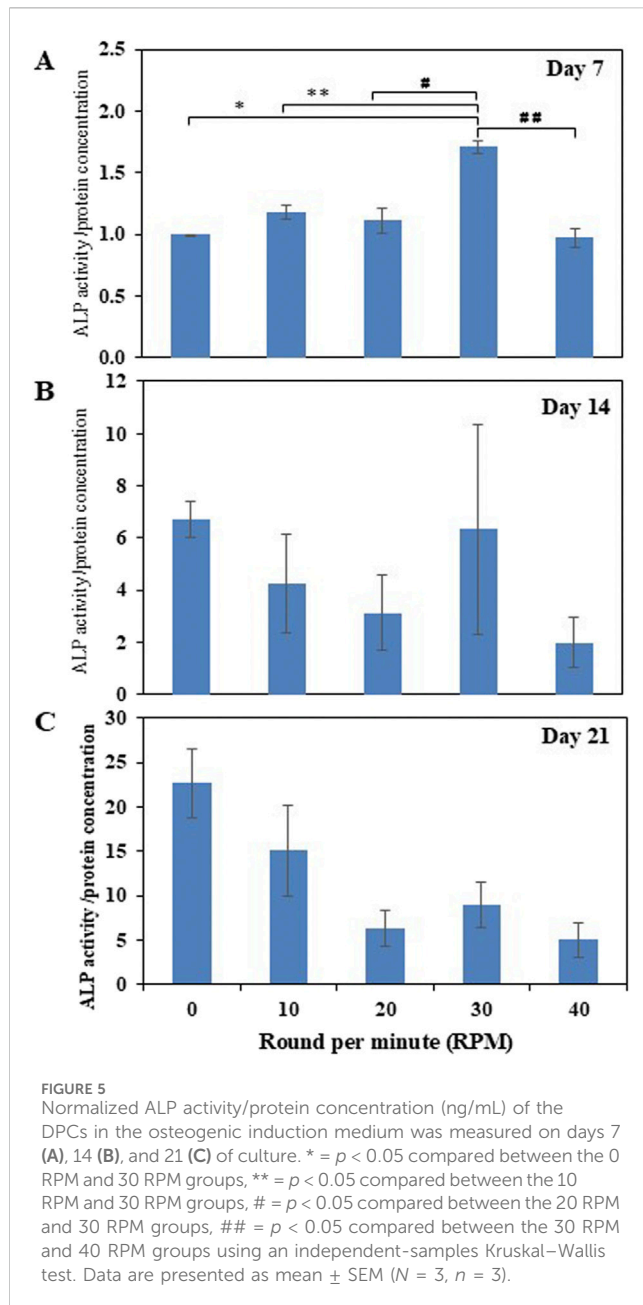 A
Day 7
ALP activity/protein concentration
2.5
2.0
1.5
1.0
0.5
0.0
*
**
#
##
B
Day 14
ALP activity/protein concentration
12
10
8
6
4
2
0
C
Day 21
ALP activity/protein concentration
30
25
20
15
10
5
0
0 10 20 30 40
Round per minute (RPM)
FIGURE 5
Normalized ALP activity/protein concentration (ng/mL) of the
DPCs in the osteogenic induction medium was measured on days 7
(A), 14 (B), and 21 (C) of culture. * = p < 0.05 compared between the 0
RPM and 30 RPM groups, ** = p < 0.05 compared between the 10
RPM and 30 RPM groups, # = p < 0.05 compared between the 20 RPM
and 30 RPM groups, ## = p < 0.05 compared between the 30 RPM
and 40 RPM groups using an independent-samples Kruskal–Wallis
test. Data are presented as mean ± SEM (N = 3, n = 3).